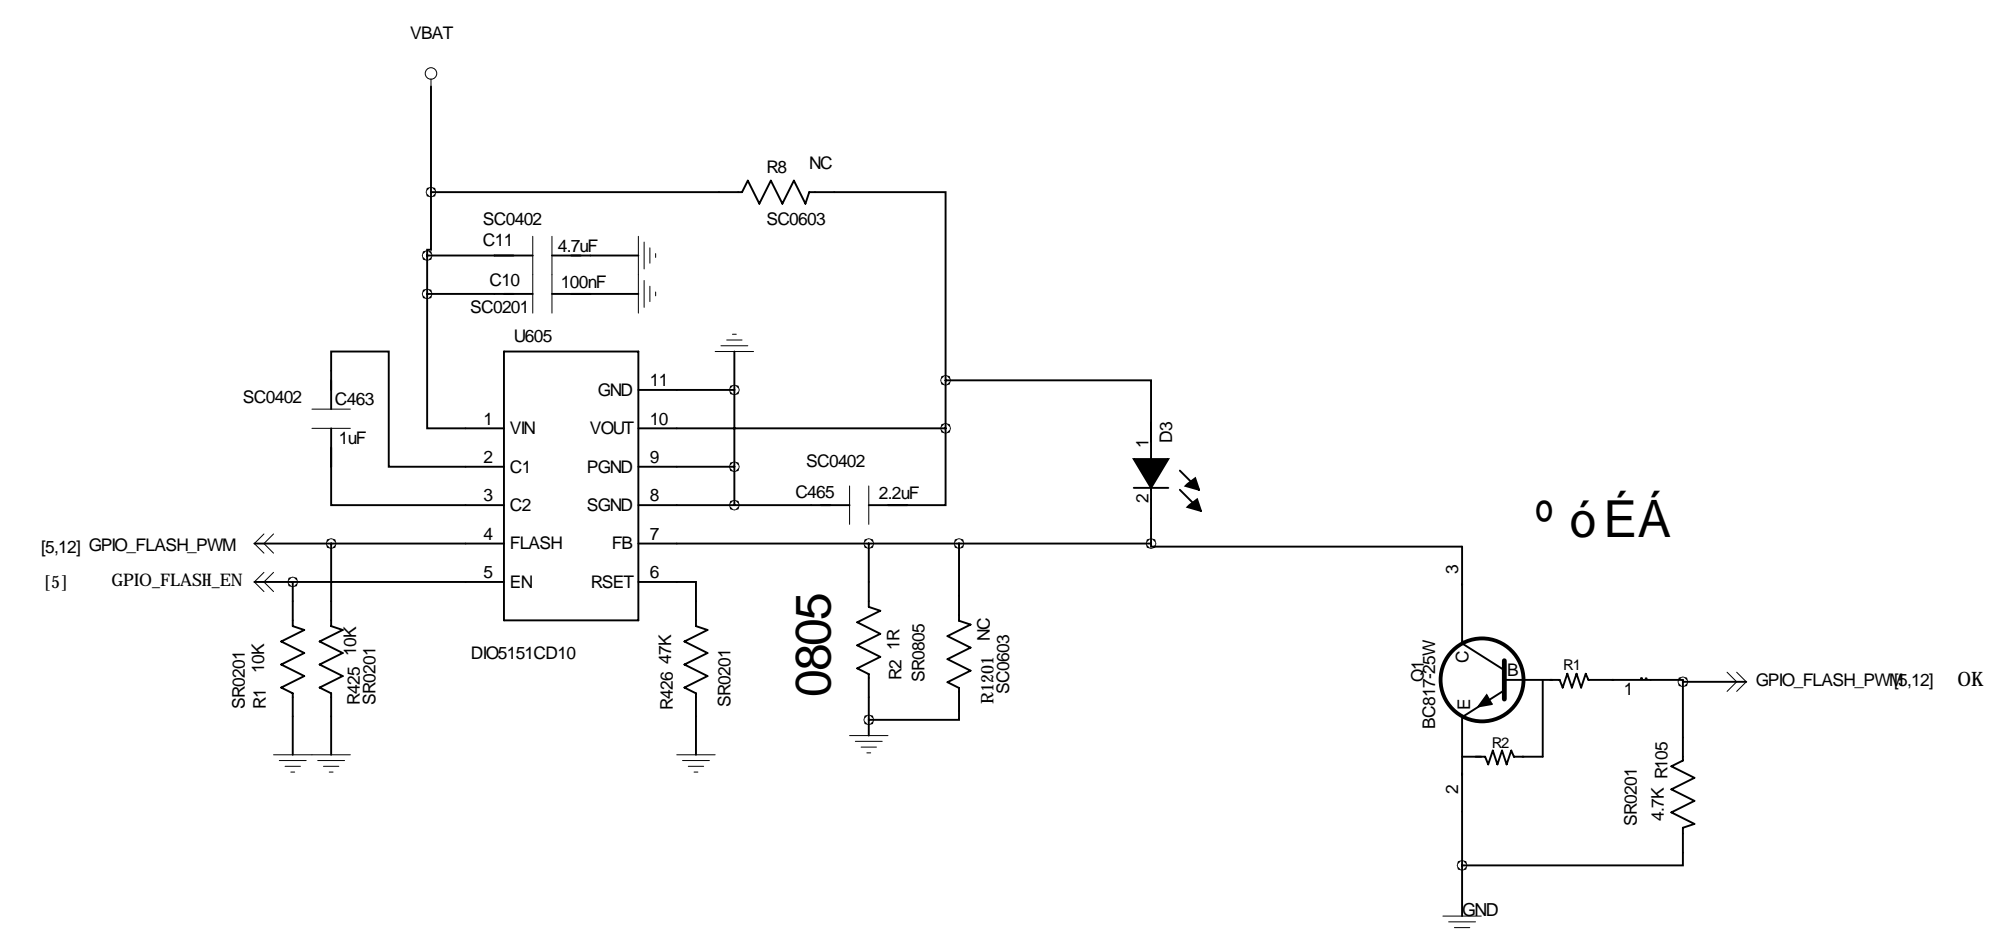 VBAT
R8 NC
SC0603
SC0402
C11 4.7uF
C10 100nF
SC0201
U605
SC0402 C463
1uF
1 VIN
2 C1
3 C2
4 FLASH
5 EN
GND 11
VOUT 10
PGND 9
SGND 8
FB 7
RSET 6
DIO5151CD10
SC0402
C465 2.2uF
1
D3
2
º óÉÁ
[5,12] GPIO_FLASH_PWM
[5] GPIO_FLASH_EN
SR0201
R1 10K
R425 10K
SR0201
R426 47K
SR0201
0805
R2 1R
SR0805
R1201 NC
SC0603
3
Q1
BC817-25W
C
B
E
R1
1
R2
2
GPIO_FLASH_PWM[5,12] OK
SR0201
4.7K R105
GND